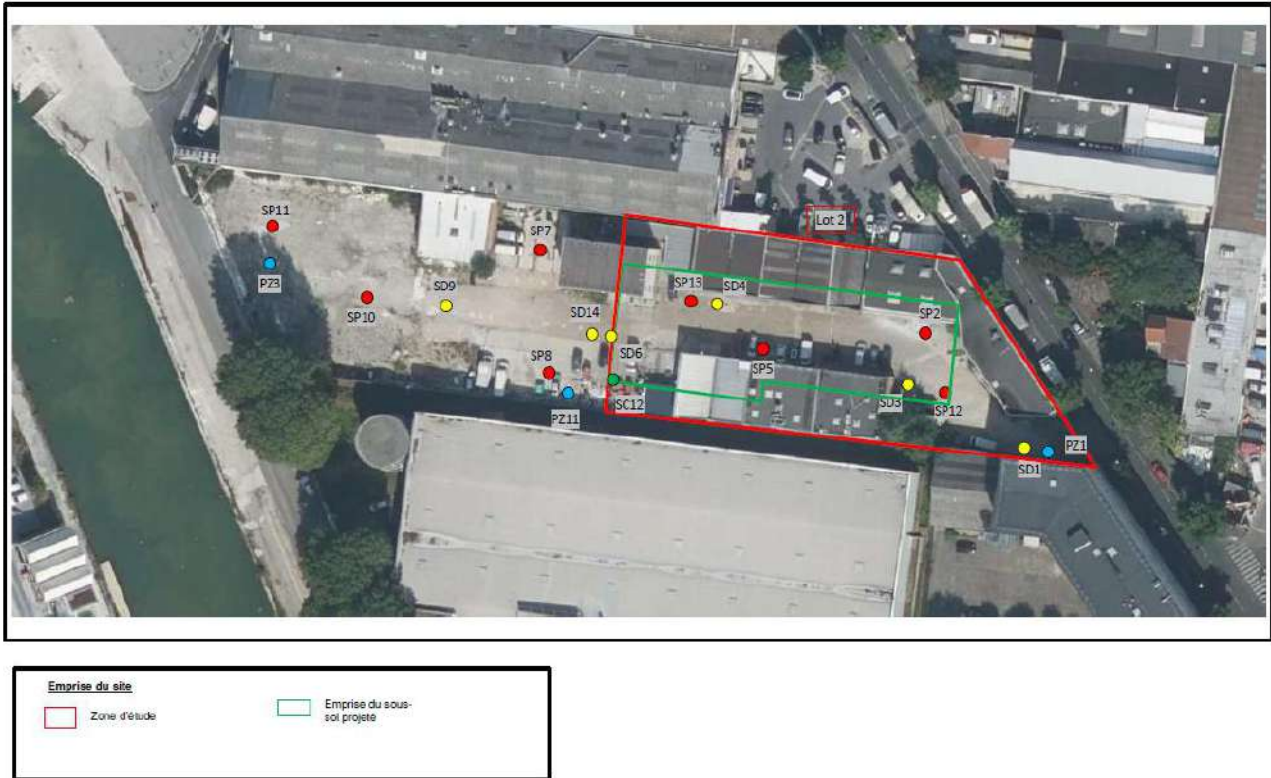 Lot 2
SP11
SP7
PZ3
SP13
SD4
SD9
SP10
SD14
SP2
SD6
SP5
SP8
SC12
SD3
SP12
PZ11
PZ1
SD1
Emprise du site
Zone d'étude
Emprise du sous-
sol projeté